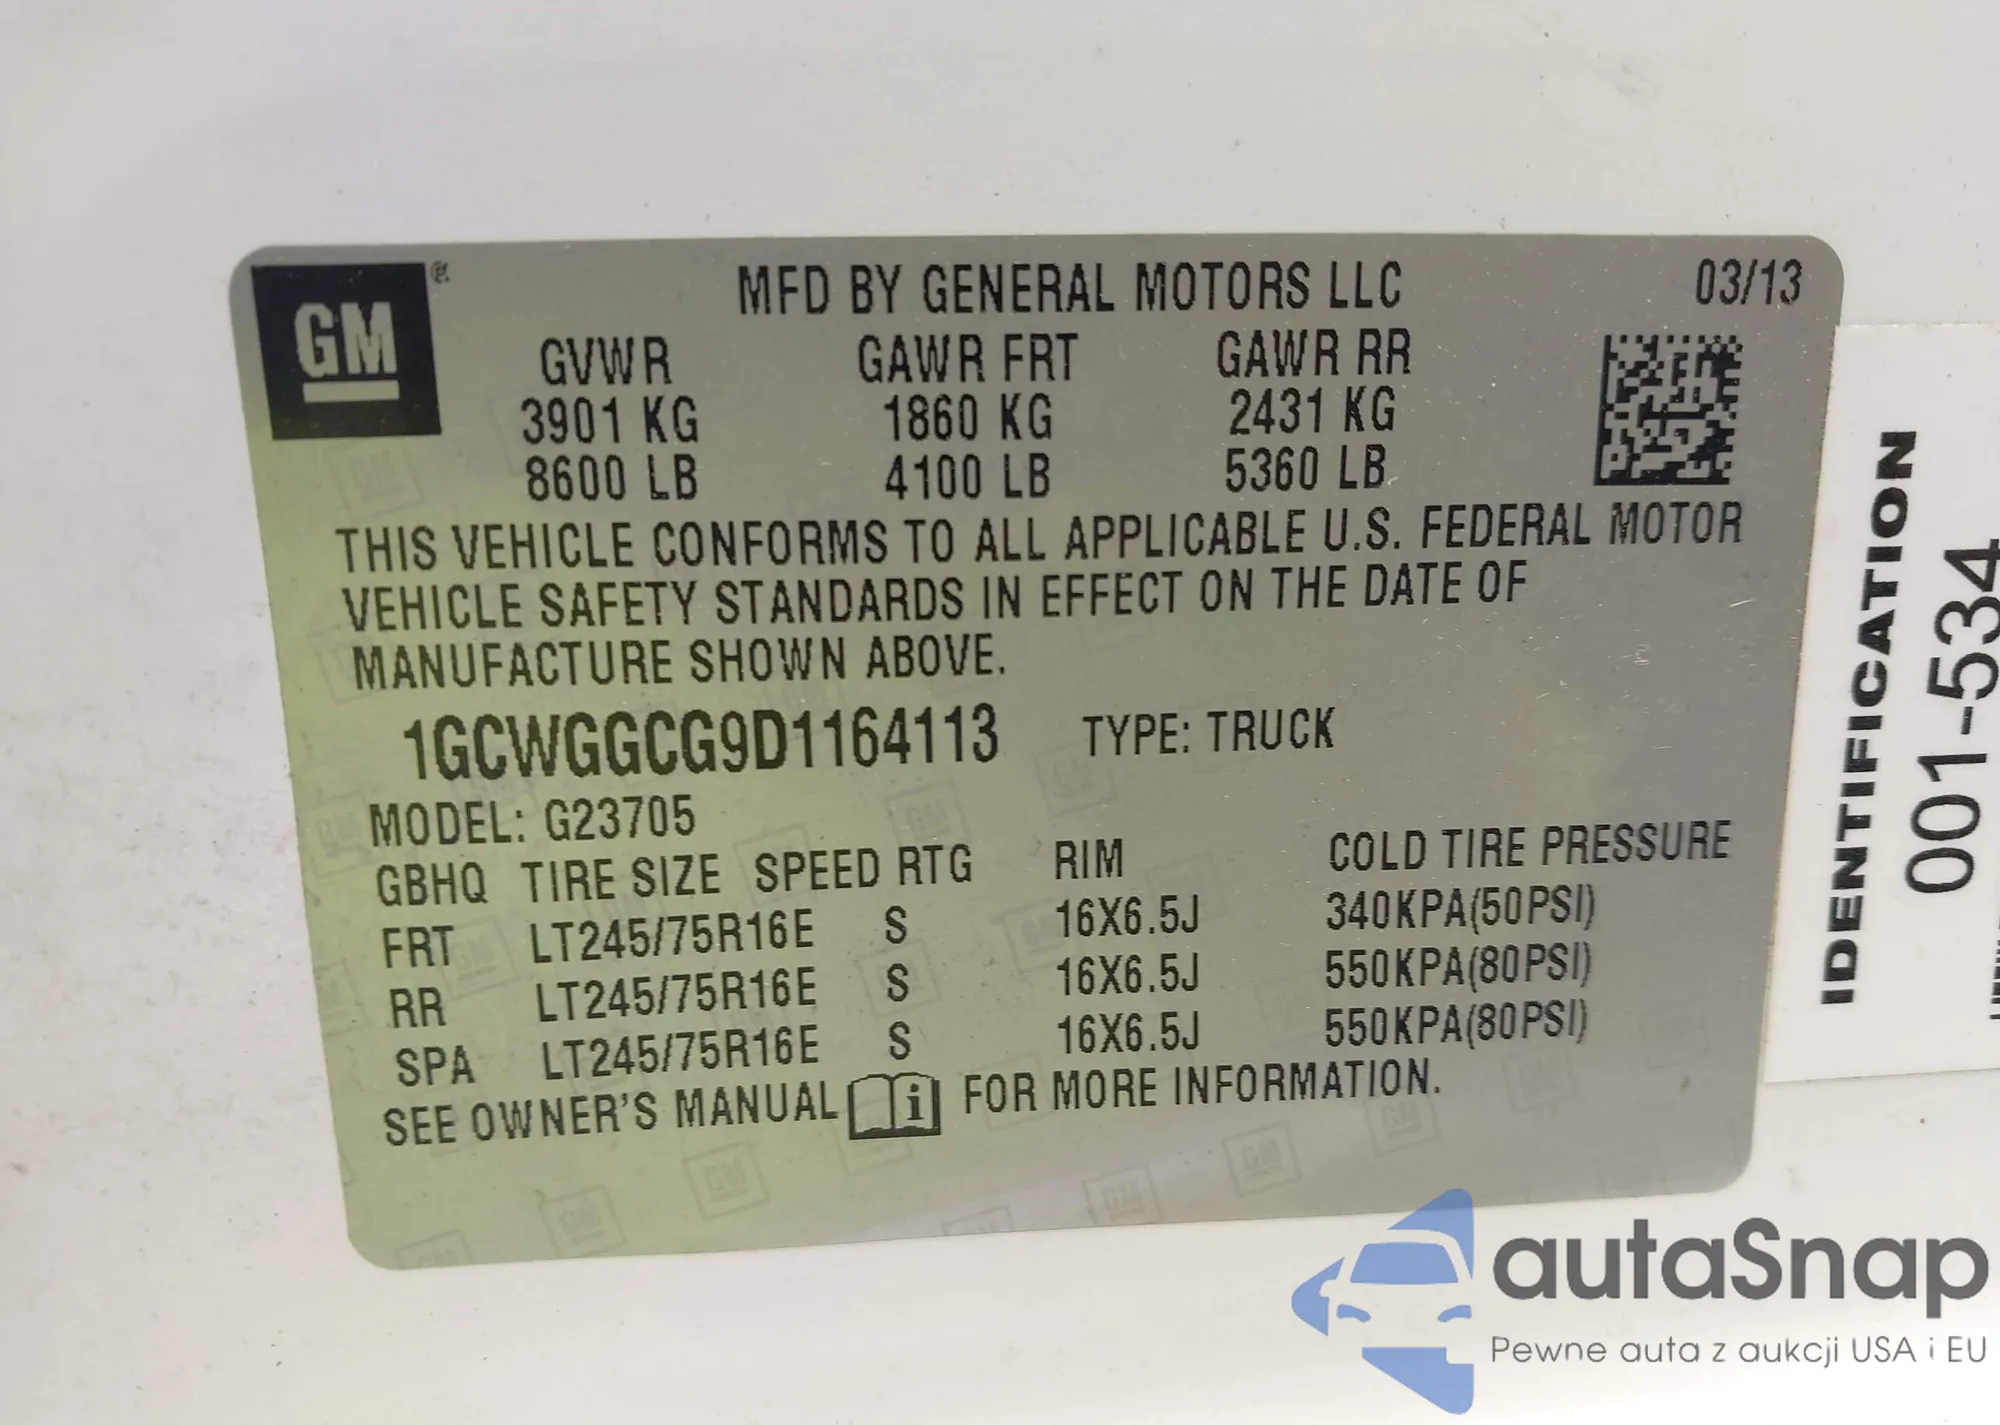 GM
MFD BY GENERAL MOTORS LLC 03/13
GVWR GAWR FRT GAWR RR
3901 KG 1860 KG 2431 KG
8600 LB 4100 LB 5360 LB
THIS VEHICLE CONFORMS TO ALL APPLICABLE U.S. FEDERAL MOTOR
VEHICLE SAFETY STANDARDS IN EFFECT ON THE DATE OF
MANUFACTURE SHOWN ABOVE.
1GCWGGCG9D1164113 TYPE: TRUCK
MODEL: G23705
GBHQ TIRE SIZE SPEED RTG RIM COLD TIRE PRESSURE
FRT LT245/75R16E S 16X6.5J 340KPA(50PSI)
RR LT245/75R16E S 16X6.5J 550KPA(80PSI)
SPA LT245/75R16E S 16X6.5J 550KPA(80PSI)
SEE OWNER'S MANUAL i FOR MORE INFORMATION.
IDENTIFICATION
001-534
autaSnap
Pewne auta z aukcji USA i EU